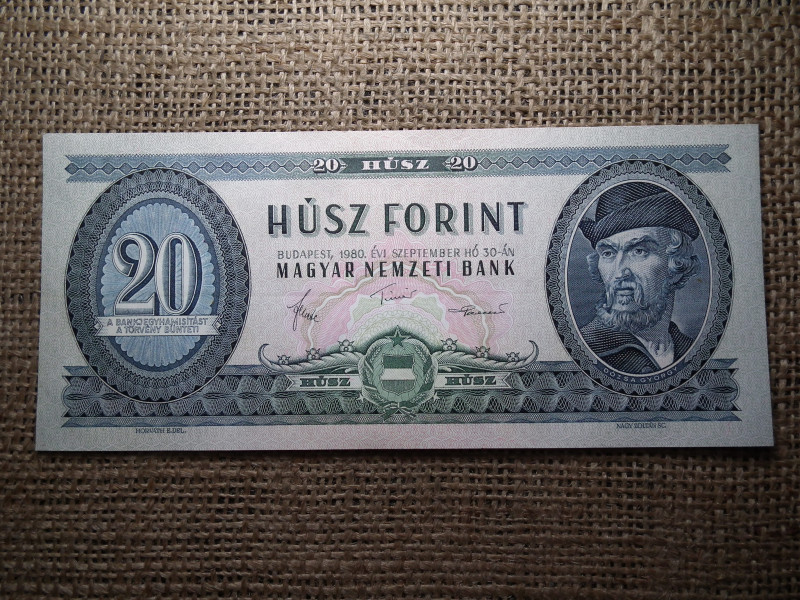 20 HÚSZ 20
HÚSZ FORINT
BUDAPEST, 1980. ÉVI SZEPTEMBER HÓ 30-ÁN
MAGYAR NEMZETI BANK
20
A BANKJEGYHAMISÍTÁST
A TÖRVÉNY BÜNTETI
HÚSZ HÚSZ
DÓZSA GYÖRGY
HORVÁTH E. DEL.
NAGY ZOLTÁN SC.